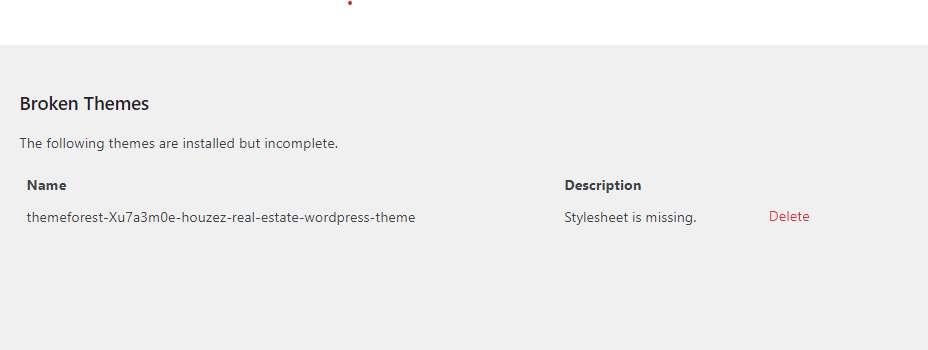 Broken Themes
The following themes are installed but incomplete.
Name Description
themeforest-Xu7a3m0e-houzez-real-estate-wordpress-theme Stylesheet is missing. Delete